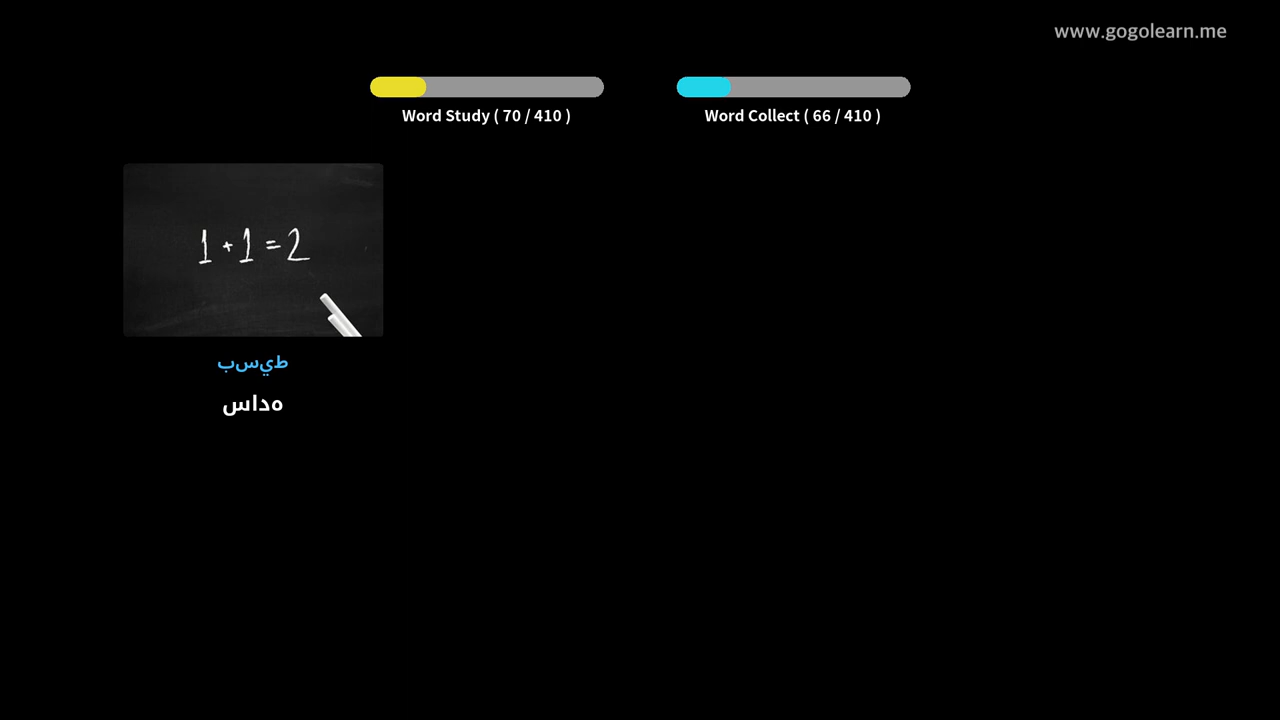 www.gogolearn.me
Word Study ( 70 / 410 )
Word Collect ( 66 / 410 )
1 + 1 = 2
طيسب
هداس